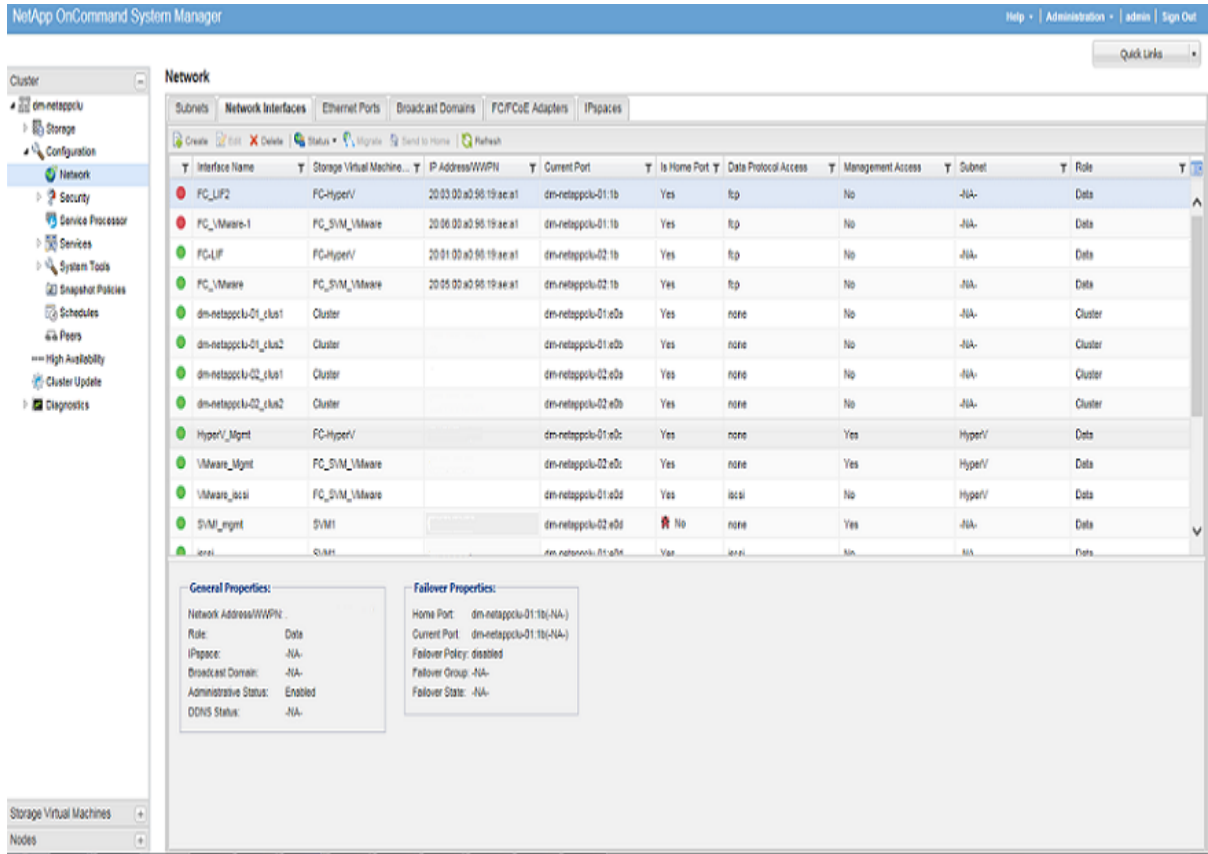 NetApp OnCommand System Manager
Help | Administration | admin | Sign Out
Quick Links
Cluster
dm-netappclu
Storage
Configuration
Network
Security
Service Processor
Services
System Tools
Snapshot Policies
Schedules
Peers
High Availability
Cluster Update
Diagnostics
Storage Virtual Machines
Nodes
Network
Subnets Network Interfaces Ethernet Ports Broadcast Domains FC/FCoE Adapters IPspaces
Create Edit Delete Status Migrate Send to Home Refresh
Interface Name Storage Virtual Machine... IP Address/WWPN Current Port Is Home Port Data Protocol Access Management Access Subnet Role
FC_LIF2 FC-HyperV 20:03:00:a0:98:19:ae:a1 dm-netappclu-01:1b Yes fcp No -NA- Data
FC_VMware-1 FC_SVM_VMware 20:06:00:a0:98:19:ae:a1 dm-netappclu-01:1b Yes fcp No -NA- Data
FC-LIF FC-HyperV 20:01:00:a0:98:19:ae:a1 dm-netappclu-02:1b Yes fcp No -NA- Data
FC_VMware FC_SVM_VMware 20:05:00:a0:98:19:ae:a1 dm-netappclu-02:1b Yes fcp No -NA- Data
dm-netappclu-01_clus1 Cluster dm-netappclu-01:e0a Yes none No -NA- Cluster
dm-netappclu-01_clus2 Cluster dm-netappclu-01:e0b Yes none No -NA- Cluster
dm-netappclu-02_clus1 Cluster dm-netappclu-02:e0a Yes none No -NA- Cluster
dm-netappclu-02_clus2 Cluster dm-netappclu-02:e0b Yes none No -NA- Cluster
HyperV_Mgmt FC-HyperV dm-netappclu-01:e0c Yes none Yes HyperV Data
VMware_Mgmt FC_SVM_VMware dm-netappclu-02:e0c Yes none Yes HyperV Data
VMware_iscsi FC_SVM_VMware dm-netappclu-01:e0d Yes iscsi No HyperV Data
SVM!_mgmt SVM1 dm-netappclu-02:e0d No none Yes -NA- Data
iscsi SVM1 dm-netappclu-01:e0d Yes iscsi No -NA- Data
General Properties:
Network Address/WWPN:
Role: Data
IPspace: -NA-
Broadcast Domain: -NA-
Administrative Status: Enabled
DDNS Status: -NA-
Failover Properties:
Home Port: dm-netappclu-01:1b(-NA-)
Current Port: dm-netappclu-01:1b(-NA-)
Failover Policy: disabled
Failover Group: -NA-
Failover State: -NA-